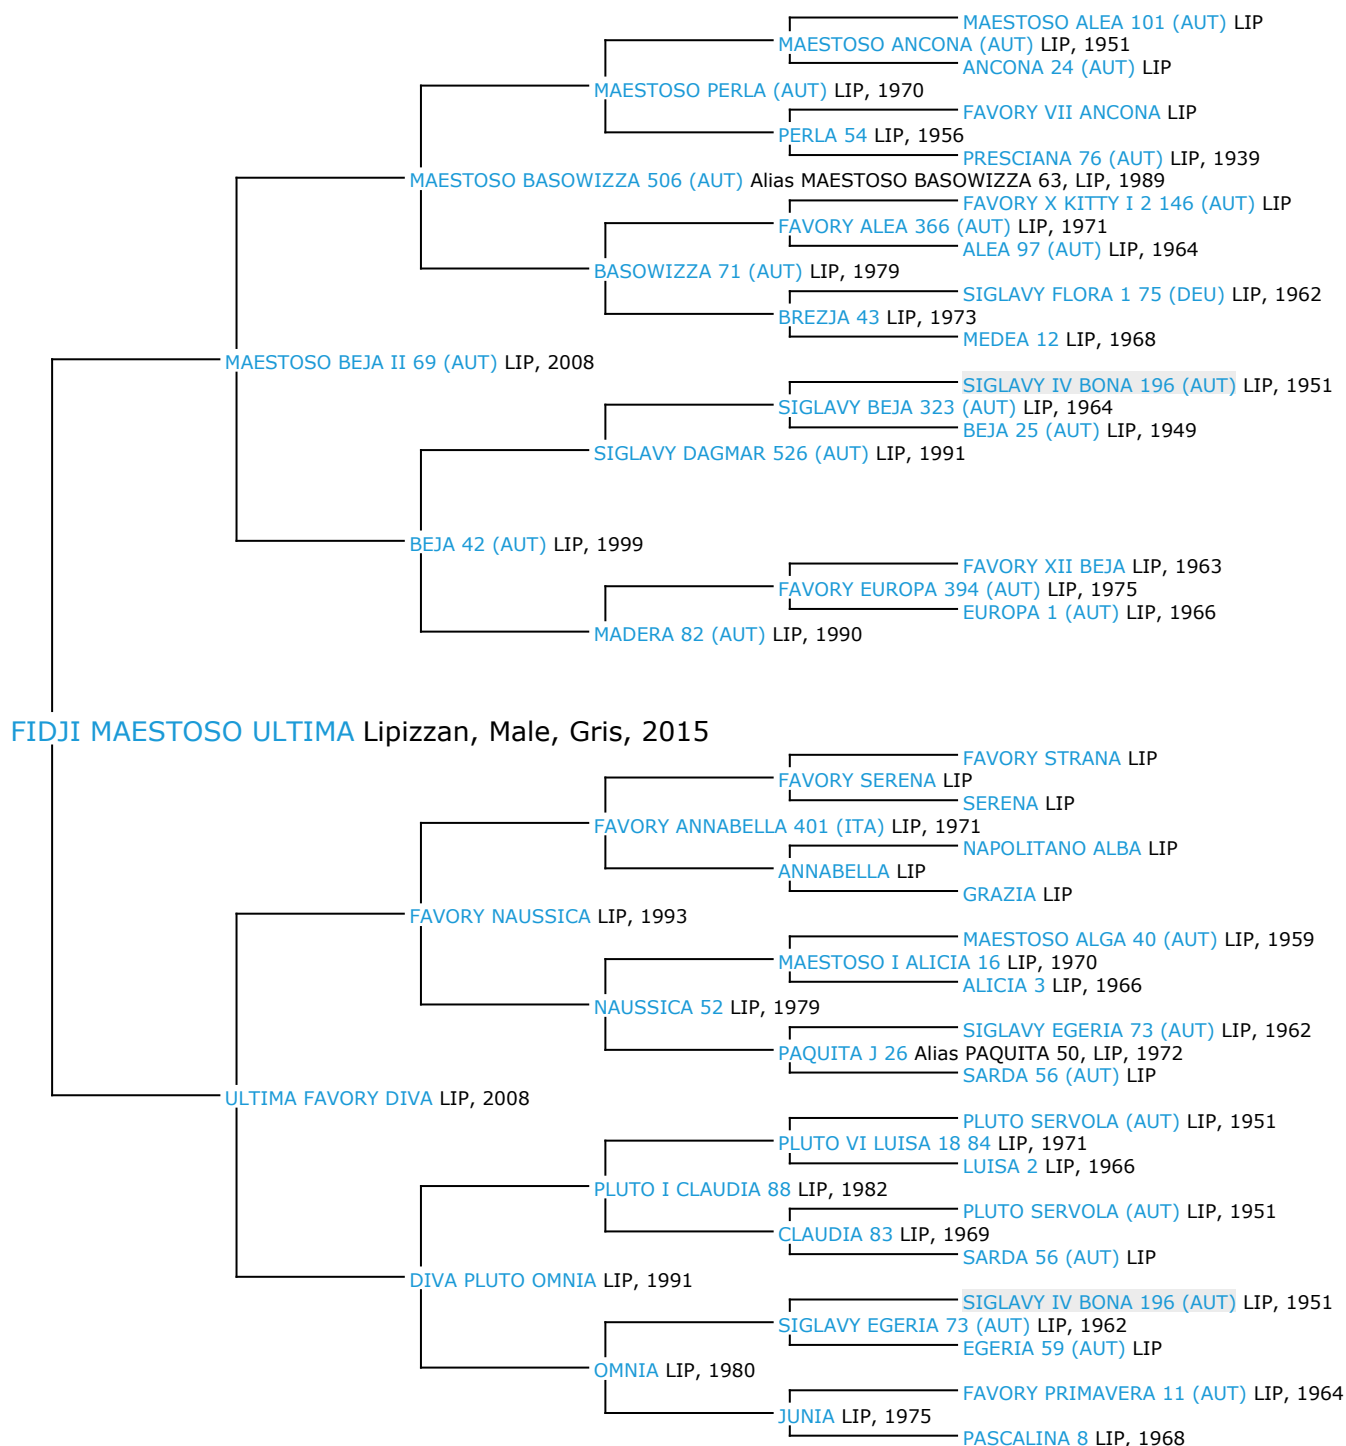 MAESTOSO ALEA 101 (AUT) LIP
MAESTOSO ANCONA (AUT) LIP, 1951
ANCONA 24 (AUT) LIP
MAESTOSO PERLA (AUT) LIP, 1970
FAVORY VII ANCONA LIP
PERLA 54 LIP, 1956
PRESCIANA 76 (AUT) LIP, 1939
MAESTOSO BASOWIZZA 506 (AUT) Alias MAESTOSO BASOWIZZA 63, LIP, 1989
FAVORY X KITTY I 2 146 (AUT) LIP
FAVORY ALEA 366 (AUT) LIP, 1971
ALEA 97 (AUT) LIP, 1964
BASOWIZZA 71 (AUT) LIP, 1979
SIGLAVY FLORA 1 75 (DEU) LIP, 1962
BREZJA 43 LIP, 1973
MEDEA 12 LIP, 1968
MAESTOSO BEJA II 69 (AUT) LIP, 2008
SIGLAVY IV BONA 196 (AUT) LIP, 1951
SIGLAVY BEJA 323 (AUT) LIP, 1964
BEJA 25 (AUT) LIP, 1949
SIGLAVY DAGMAR 526 (AUT) LIP, 1991
BEJA 42 (AUT) LIP, 1999
FAVORY XII BEJA LIP, 1963
FAVORY EUROPA 394 (AUT) LIP, 1975
EUROPA 1 (AUT) LIP, 1966
MADERA 82 (AUT) LIP, 1990
FIDJI MAESTOSO ULTIMA Lipizzan, Male, Gris, 2015
FAVORY STRANA LIP
FAVORY SERENA LIP
SERENA LIP
FAVORY ANNABELLA 401 (ITA) LIP, 1971
NAPOLITANO ALBA LIP
ANNABELLA LIP
GRAZIA LIP
FAVORY NAUSSICA LIP, 1993
MAESTOSO ALGA 40 (AUT) LIP, 1959
MAESTOSO I ALICIA 16 LIP, 1970
ALICIA 3 LIP, 1966
NAUSSICA 52 LIP, 1979
SIGLAVY EGERIA 73 (AUT) LIP, 1962
PAQUITA J 26 Alias PAQUITA 50, LIP, 1972
SARDA 56 (AUT) LIP
ULTIMA FAVORY DIVA LIP, 2008
PLUTO SERVOLA (AUT) LIP, 1951
PLUTO VI LUISA 18 84 LIP, 1971
LUISA 2 LIP, 1966
PLUTO I CLAUDIA 88 LIP, 1982
PLUTO SERVOLA (AUT) LIP, 1951
CLAUDIA 83 LIP, 1969
SARDA 56 (AUT) LIP
DIVA PLUTO OMNIA LIP, 1991
SIGLAVY IV BONA 196 (AUT) LIP, 1951
SIGLAVY EGERIA 73 (AUT) LIP, 1962
EGERIA 59 (AUT) LIP
OMNIA LIP, 1980
FAVORY PRIMAVERA 11 (AUT) LIP, 1964
JUNIA LIP, 1975
PASCALINA 8 LIP, 1968